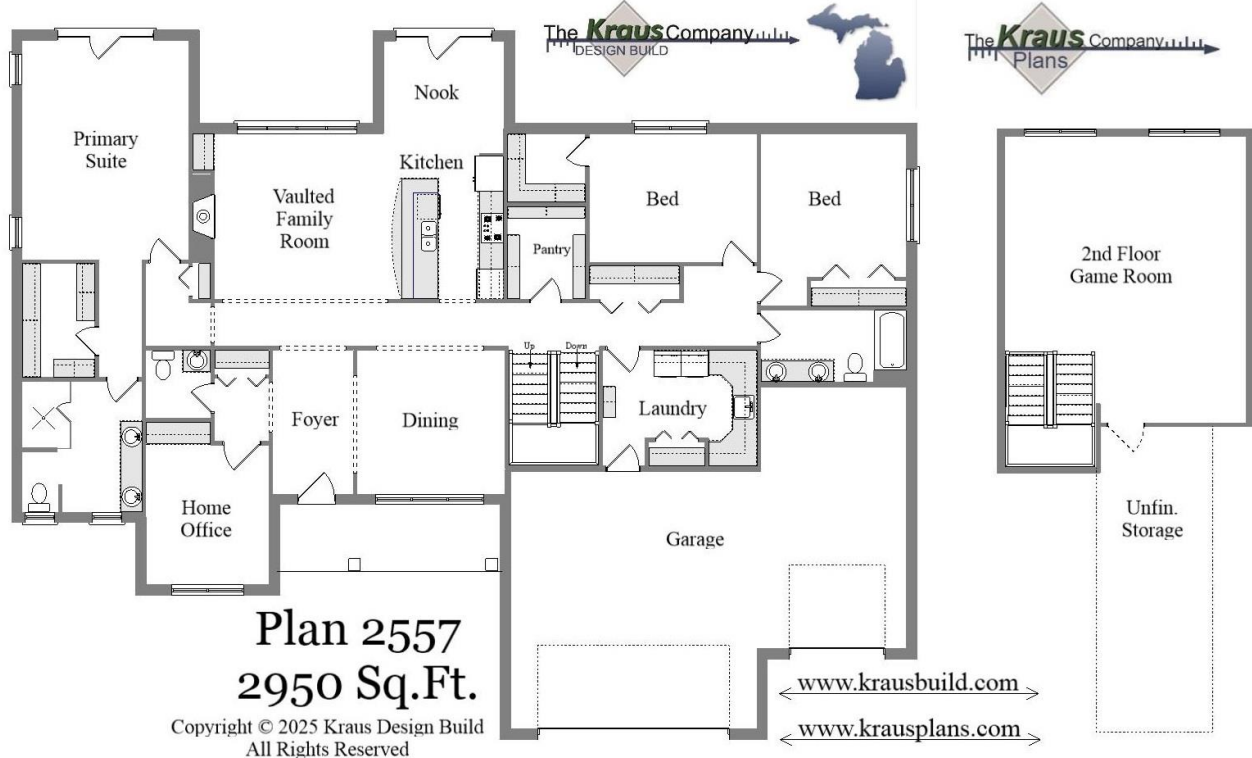 The Kraus Company
DESIGN BUILD
The Kraus Company
Plans
Nook
Primary
Suite
Kitchen
Vaulted
Family
Room
Bed
Bed
Pantry
2nd Floor
Game Room
Up
Down
Foyer
Dining
Laundry
Home
Office
Garage
Unfin.
Storage
Plan 2557
2950 Sq.Ft.
Copyright © 2025 Kraus Design Build
All Rights Reserved
www.krausbuild.com
www.krausplans.com